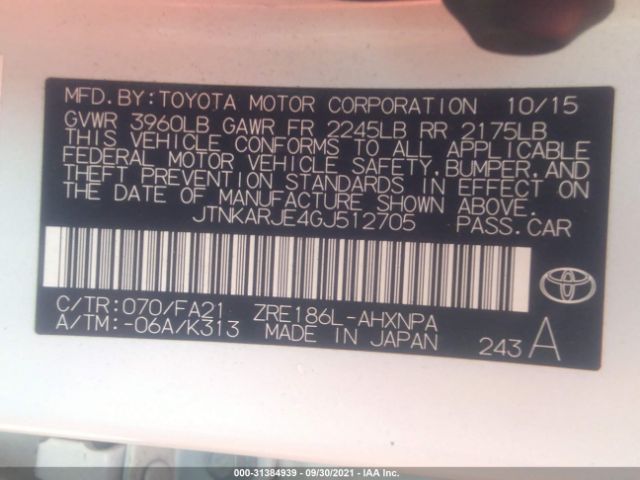 MFD. BY: TOYOTA MOTOR CORPORATION 10/15
GVWR 3960LB GAWR FR 2245LB RR 2175LB
THIS VEHICLE CONFORMS TO ALL APPLICABLE
FEDERAL MOTOR VEHICLE SAFETY, BUMPER, AND
THEFT PREVENTION STANDARDS IN EFFECT ON
THE DATE OF MANUFACTURE SHOWN ABOVE.
JTNKARJE4GJ512705 PASS. CAR
C/TR: 070/FA21 ZRE186L-AHXNPA
A/TM: -06A/K313 MADE IN JAPAN 243 A
000-31384939 - 09/30/2021 - IAA Inc.